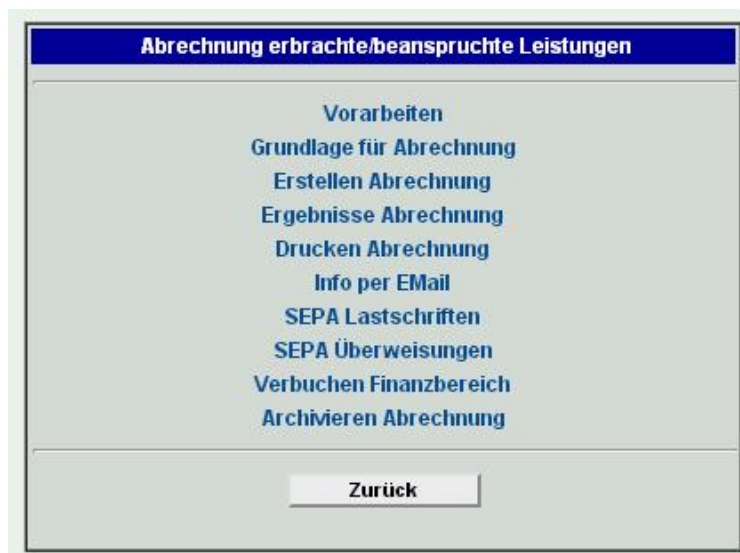 Abrechnung erbrachte/beanspruchte Leistungen
Vorarbeiten
Grundlage für Abrechnung
Erstellen Abrechnung
Ergebnisse Abrechnung
Drucken Abrechnung
Info per EMail
SEPA Lastschriften
SEPA Überweisungen
Verbuchen Finanzbereich
Archivieren Abrechnung
Zurück